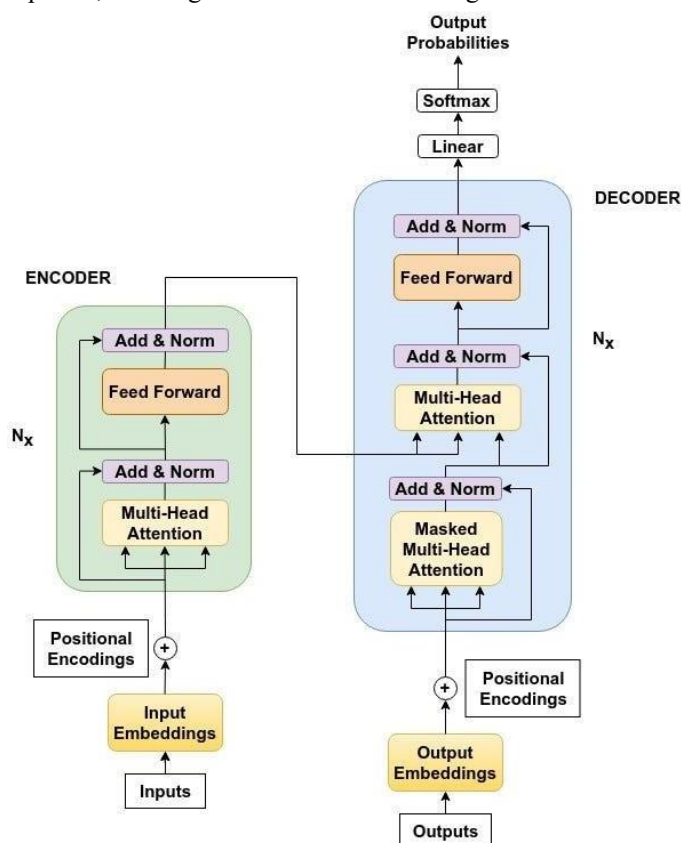 Output
Probabilities
Softmax
Linear
DECODER
Add & Norm
Feed Forward
ENCODER
Add & Norm
Nx
Add & Norm
Feed Forward
Multi-Head
Attention
Nx
Add & Norm
Add & Norm
Multi-Head
Attention
Masked
Multi-Head
Attention
Positional
Encodings
+
Positional
Encodings
+
Input
Embeddings
Output
Embeddings
Inputs
Outputs